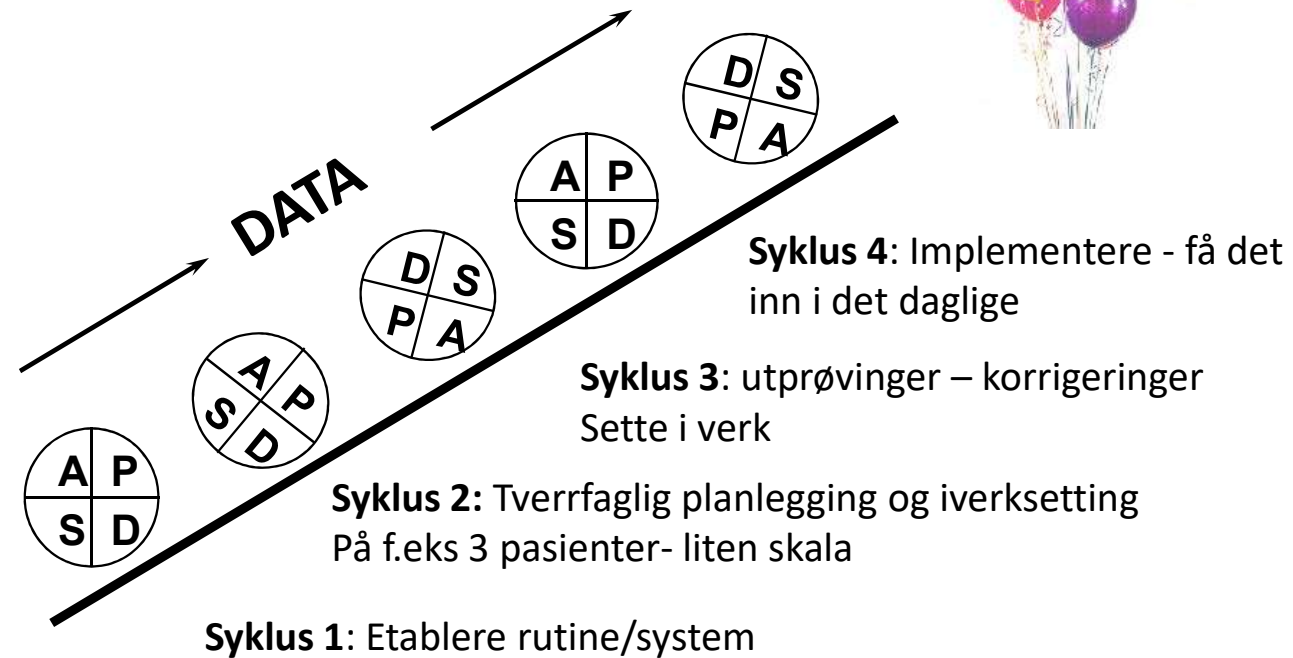 D S
P A
A P
S D
DATA
D S
P A
A P
S D
A P
S D
Syklus 4: Implementere - få det
inn i det daglige
Syklus 3: utprøvinger – korrigeringer
Sette i verk
Syklus 2: Tverrfaglig planlegging og iverksetting
På f.eks 3 pasienter- liten skala
Syklus 1: Etablere rutine/system